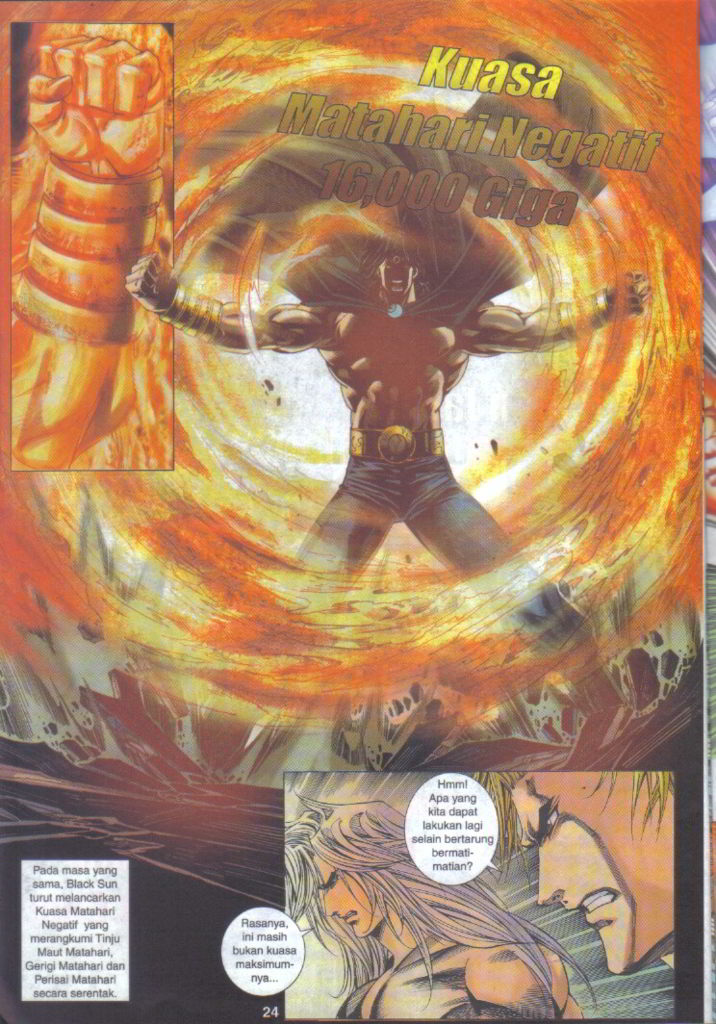 Kuasa
Matahari Negatif
16,000 Giga
Hmm!
Apa yang
kita dapat
lakukan lagi
selain bertarung
bermati-
matian?
Pada masa yang
sama, Black Sun
turut melancarkan
Kuasa Matahari
Negatif yang
merangkumi Tinju
Maut Matahari,
Gerigi Matahari dan
Perisai Matahari
secara serentak.
Rasanya,
ini masih
bukan kuasa
maksimum-
nya...
24